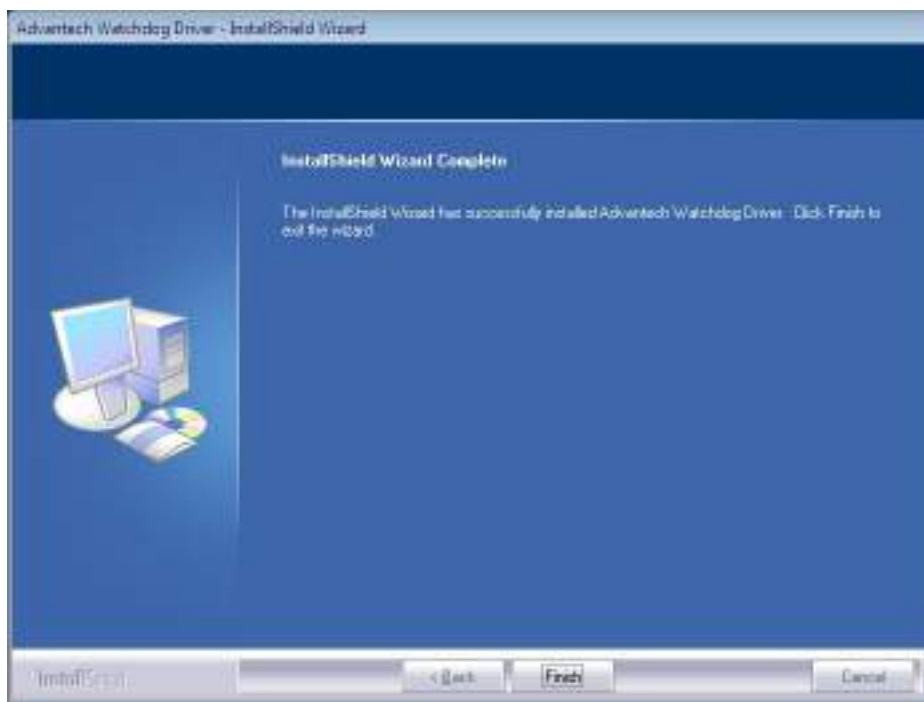 Advantech Watchdog Driver - InstallShield Wizard
InstallShield Wizard Complete
The InstallShield Wizard has successfully installed Advantech Watchdog Driver. Click Finish to
exit the wizard.
InstallShield
< Back
Finish
Cancel